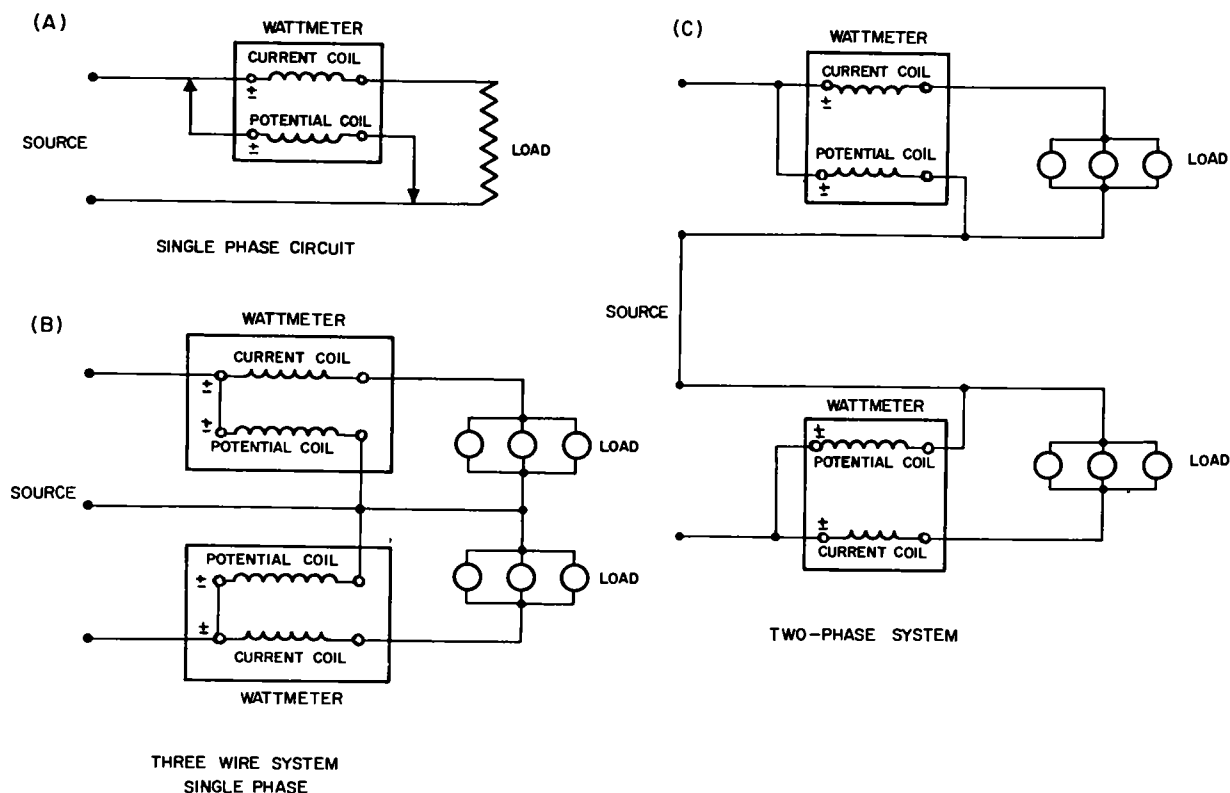 (A)
WATTMETER
CURRENT COIL
±
POTENTIAL COIL
±
SOURCE
LOAD
SINGLE PHASE CIRCUIT
(B)
WATTMETER
CURRENT COIL
±
±
POTENTIAL COIL
LOAD
SOURCE
POTENTIAL COIL
±
±
CURRENT COIL
LOAD
WATTMETER
THREE WIRE SYSTEM
SINGLE PHASE
(C)
WATTMETER
CURRENT COIL
±
POTENTIAL COIL
±
LOAD
SOURCE
WATTMETER
±
POTENTIAL COIL
±
CURRENT COIL
LOAD
TWO-PHASE SYSTEM